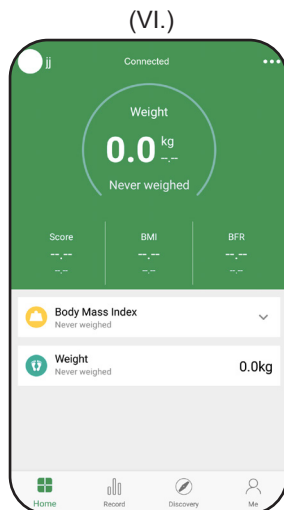 (VI.)
jj Connected •••
Weight
0.0 kg
--.--
Never weighed
Score BMI BFR
--.-- --.-- --.--
--.-- --.-- --.--
Body Mass Index
Never weighed
Weight
Never weighed
0.0kg
Home Record Discovery Me